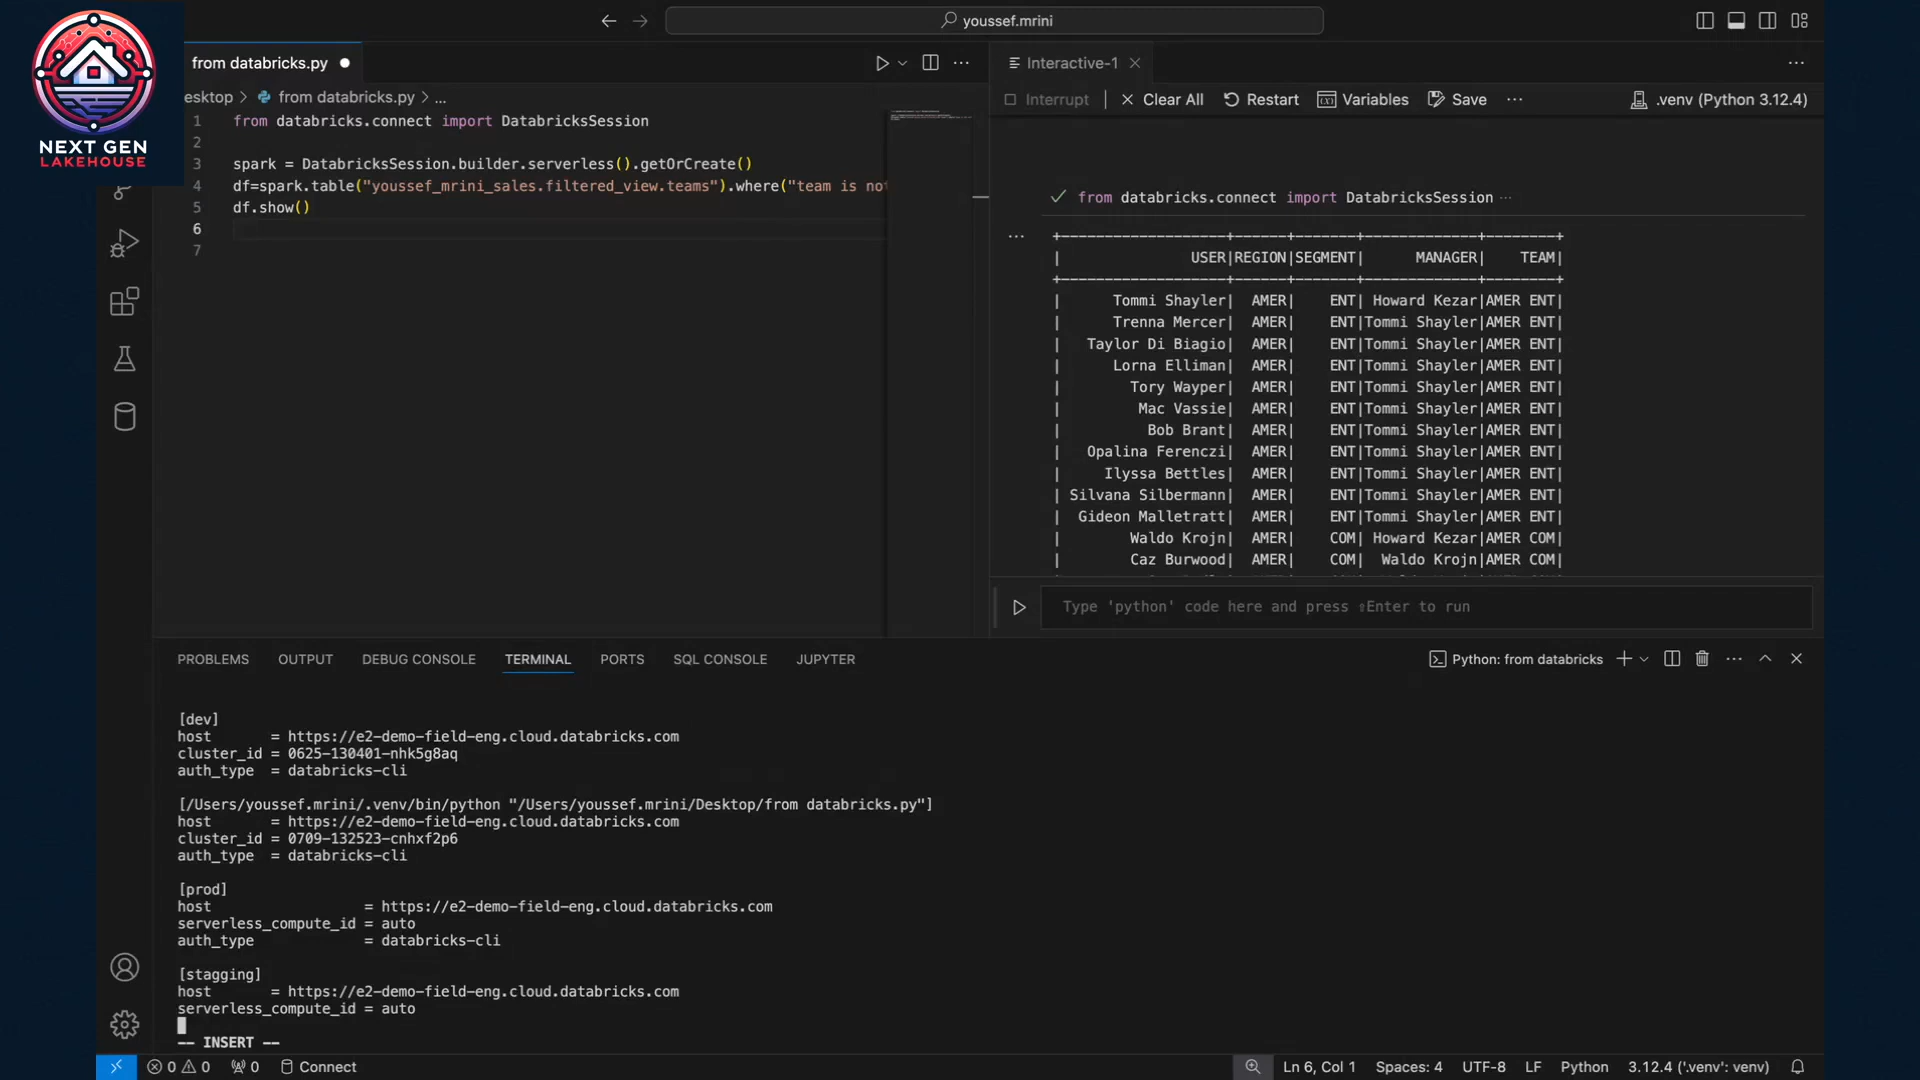 youssef.mrini
NEXT GEN
LAKEHOUSE
from databricks.py
esktop > from databricks.py > ...
1 from databricks.connect import DatabricksSession
2
3 spark = DatabricksSession.builder.serverless().getOrCreate()
4 df=spark.table("youssef_mrini_sales.filtered_view.teams").where("team is not
5 df.show()
6
7
Interactive-1
Interrupt | Clear All Restart Variables Save ... .venv (Python 3.12.4)
from databricks.connect import DatabricksSession ...
+-------------------+------+-------+-------------+--------+
| USER|REGION|SEGMENT| MANAGER| TEAM|
+-------------------+------+-------+-------------+--------+
| Tommi Shayler| AMER| ENT| Howard Kezar|AMER ENT|
| Trenna Mercer| AMER| ENT|Tommi Shayler|AMER ENT|
| Taylor Di Biagio| AMER| ENT|Tommi Shayler|AMER ENT|
| Lorna Elliman| AMER| ENT|Tommi Shayler|AMER ENT|
| Tory Wayper| AMER| ENT|Tommi Shayler|AMER ENT|
| Mac Vassie| AMER| ENT|Tommi Shayler|AMER ENT|
| Bob Brant| AMER| ENT|Tommi Shayler|AMER ENT|
| Opalina Ferenczi| AMER| ENT|Tommi Shayler|AMER ENT|
| Ilyssa Bettles| AMER| ENT|Tommi Shayler|AMER ENT|
| Silvana Silbermann| AMER| ENT|Tommi Shayler|AMER ENT|
| Gideon Malletratt| AMER| ENT|Tommi Shayler|AMER ENT|
| Waldo Krojn| AMER| COM| Howard Kezar|AMER COM|
| Caz Burwood| AMER| COM| Waldo Krojn|AMER COM|
Type 'python' code here and press ⇧Enter to run
PROBLEMS OUTPUT DEBUG CONSOLE TERMINAL PORTS SQL CONSOLE JUPYTER
Python: from databricks
[dev]
host = https://e2-demo-field-eng.cloud.databricks.com
cluster_id = 0625-130401-nhk5g8aq
auth_type = databricks-cli
[/Users/youssef.mrini/.venv/bin/python "/Users/youssef.mrini/Desktop/from databricks.py"]
host = https://e2-demo-field-eng.cloud.databricks.com
cluster_id = 0709-132523-cnhxf2p6
auth_type = databricks-cli
[prod]
host = https://e2-demo-field-eng.cloud.databricks.com
serverless_compute_id = auto
auth_type = databricks-cli
[stagging]
host = https://e2-demo-field-eng.cloud.databricks.com
serverless_compute_id = auto
-- INSERT --
0 0 0 Connect
Ln 6, Col 1 Spaces: 4 UTF-8 LF Python 3.12.4 ('.venv': venv)